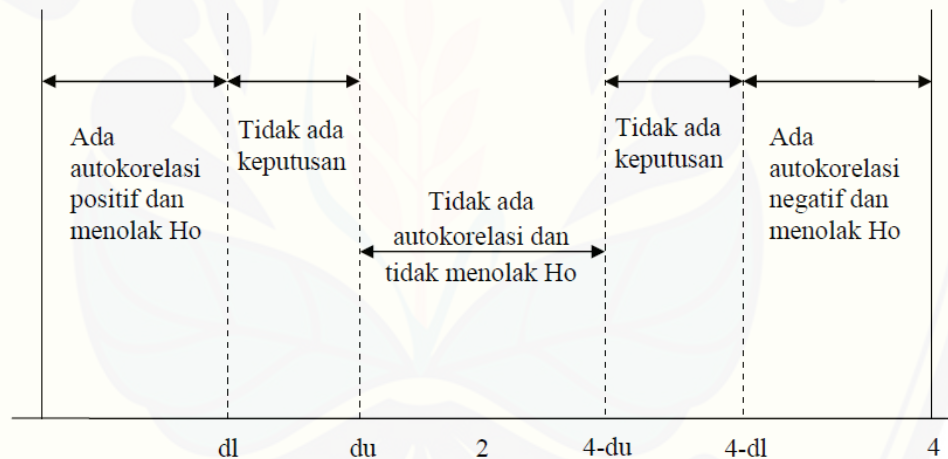 Ada
autokorelasi
positif dan
menolak Ho
Tidak ada
keputusan
Tidak ada
autokorelasi dan
tidak menolak Ho
Tidak ada
keputusan
Ada
autokorelasi
negatif dan
menolak Ho
dl du 2 4-du 4-dl 4